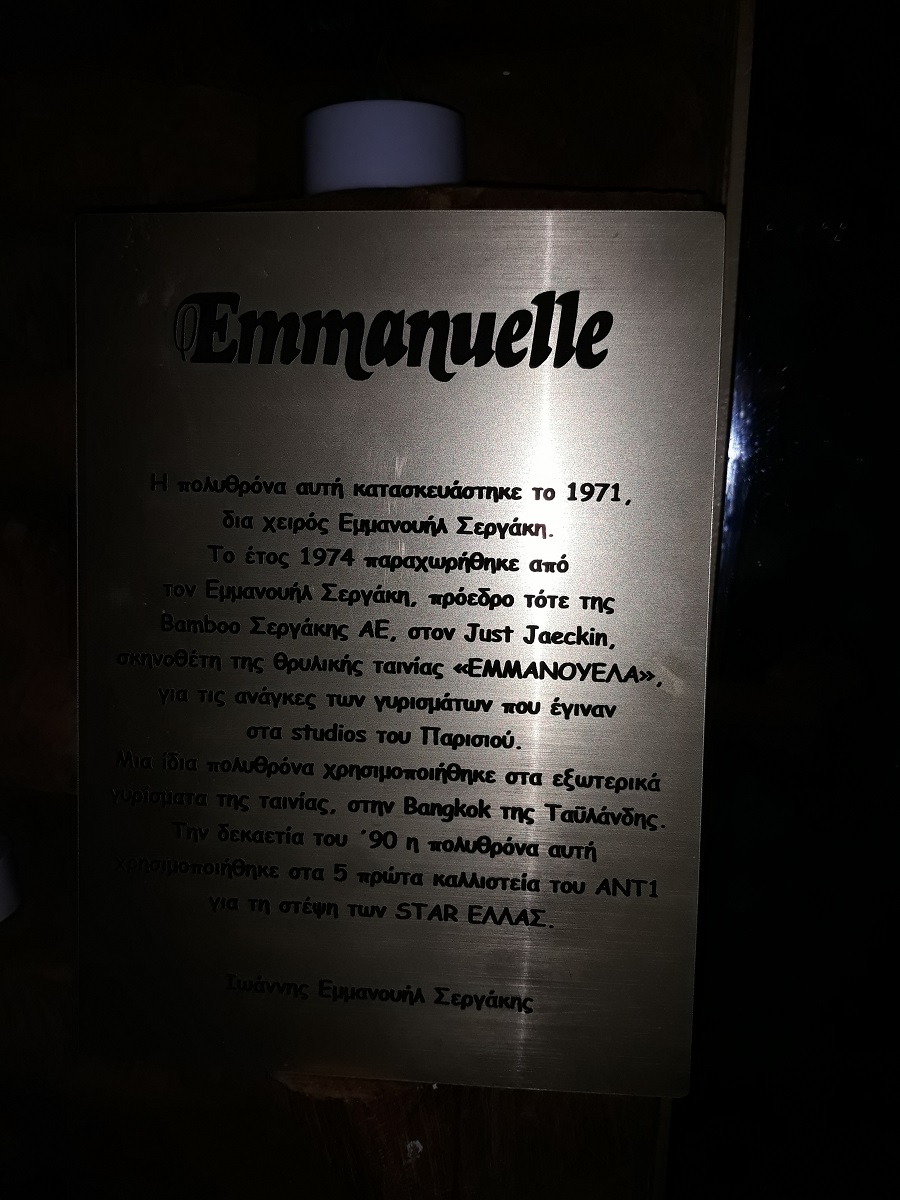 Emmanuelle
Η πολυθρόνα αυτή κατασκευάστηκε το 1971,
δια χειρός Εμμανουήλ Σεργάκη.
Το έτος 1974 παραχωρήθηκε από
τον Εμμανουήλ Σεργάκη, πρόεδρο τότε της
Bamboo Σεργάκης ΑΕ, στον Just Jaeckin,
σκηνοθέτη της θρυλικής ταινίας «ΕΜΜΑΝΟΥΕΛΑ»,
για τις ανάγκες των γυρισμάτων που έγιναν
στα studios του Παρισιού.
Μια ίδια πολυθρόνα χρησιμοποιήθηκε στα εξωτερικά
γυρίσματα της ταινίας, στην Bangkok της Ταϋλάνδης.
Την δεκαετία του ΄90 η πολυθρόνα αυτή
χρησιμοποιήθηκε στα 5 πρώτα καλλιστεία του ΑΝΤ1
για τη στέψη των STAR ΕΛΛΑΣ.
Ιωάννης Εμμανουήλ Σεργάκης